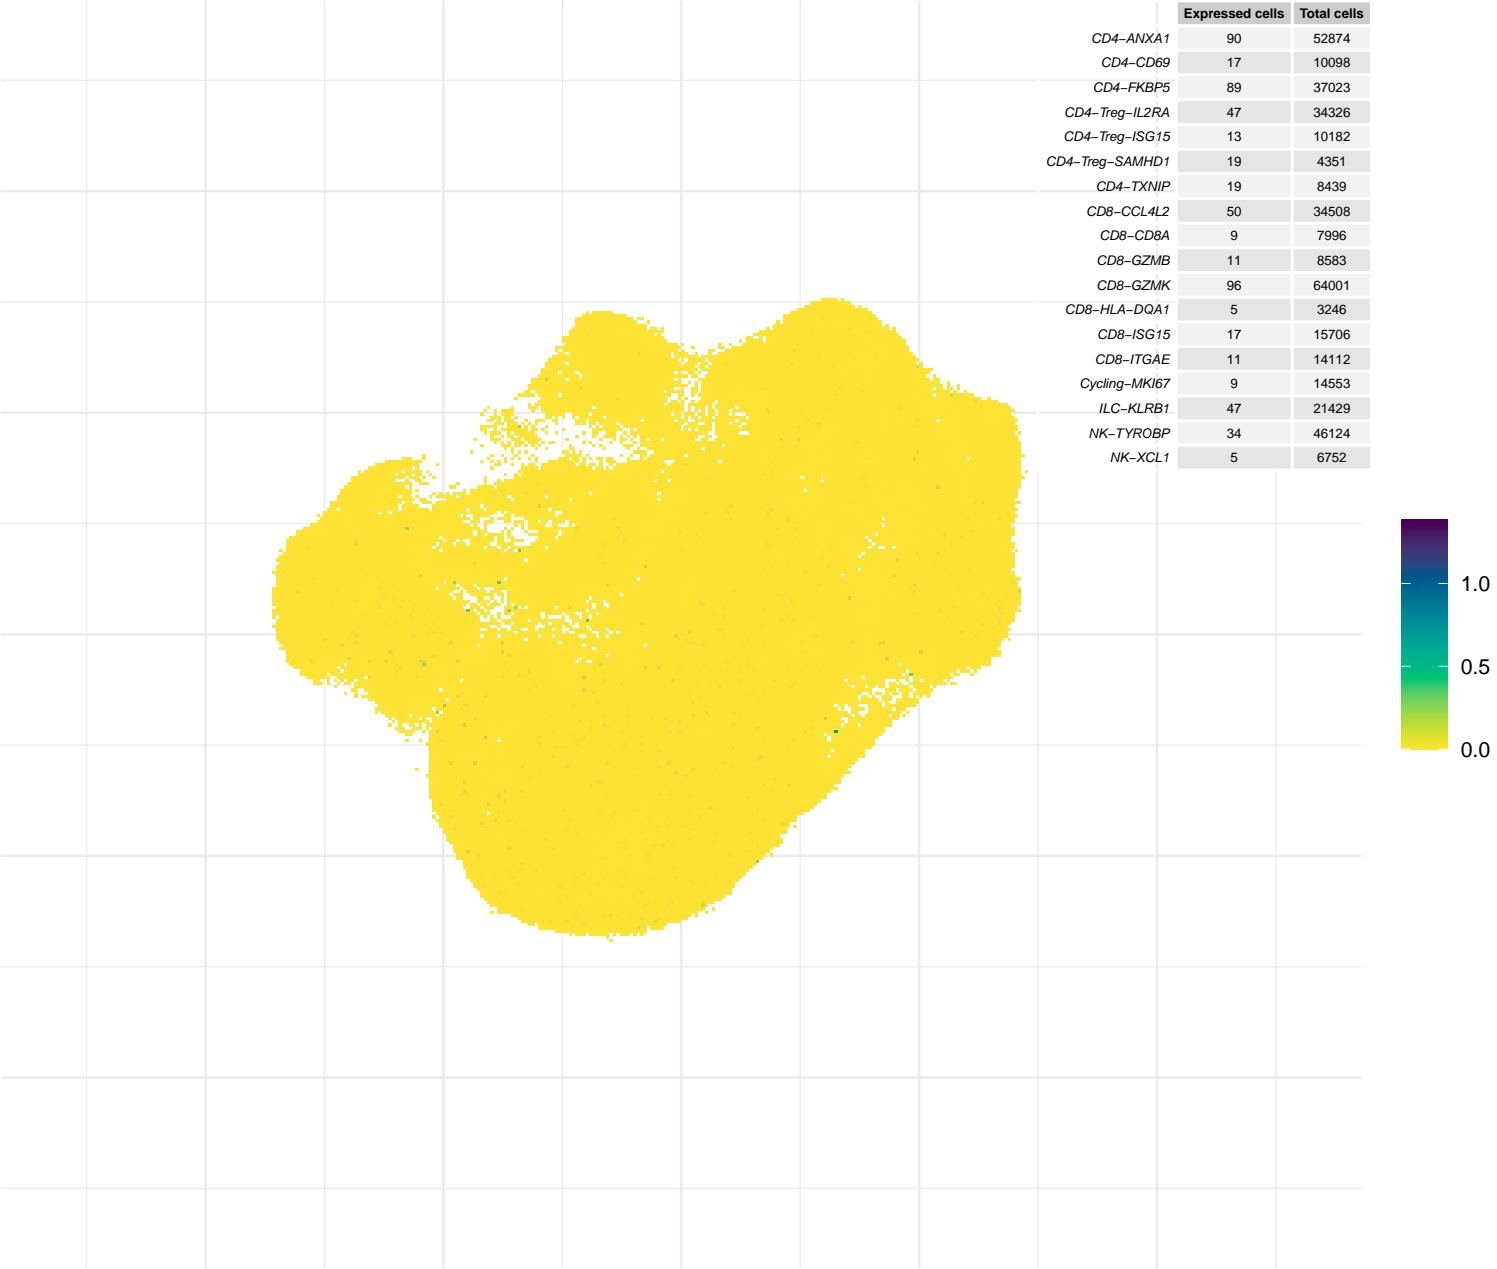 Expressed cells Total cells
CD4−ANXA1 90 52874
CD4−CD69 17 10098
CD4−FKBP5 89 37023
CD4−Treg−IL2RA 47 34326
CD4−Treg−ISG15 13 10182
CD4−Treg−SAMHD1 19 4351
CD4−TXNIP 19 8439
CD8−CCL4L2 50 34508
CD8−CD8A 9 7996
CD8−GZMB 11 8583
CD8−GZMK 96 64001
CD8−HLA−DQA1 5 3246
CD8−ISG15 17 15706
CD8−ITGAE 11 14112
Cycling−MKI67 9 14553
ILC−KLRB1 47 21429
NK−TYROBP 34 46124
NK−XCL1 5 6752
1.0
0.5
0.0